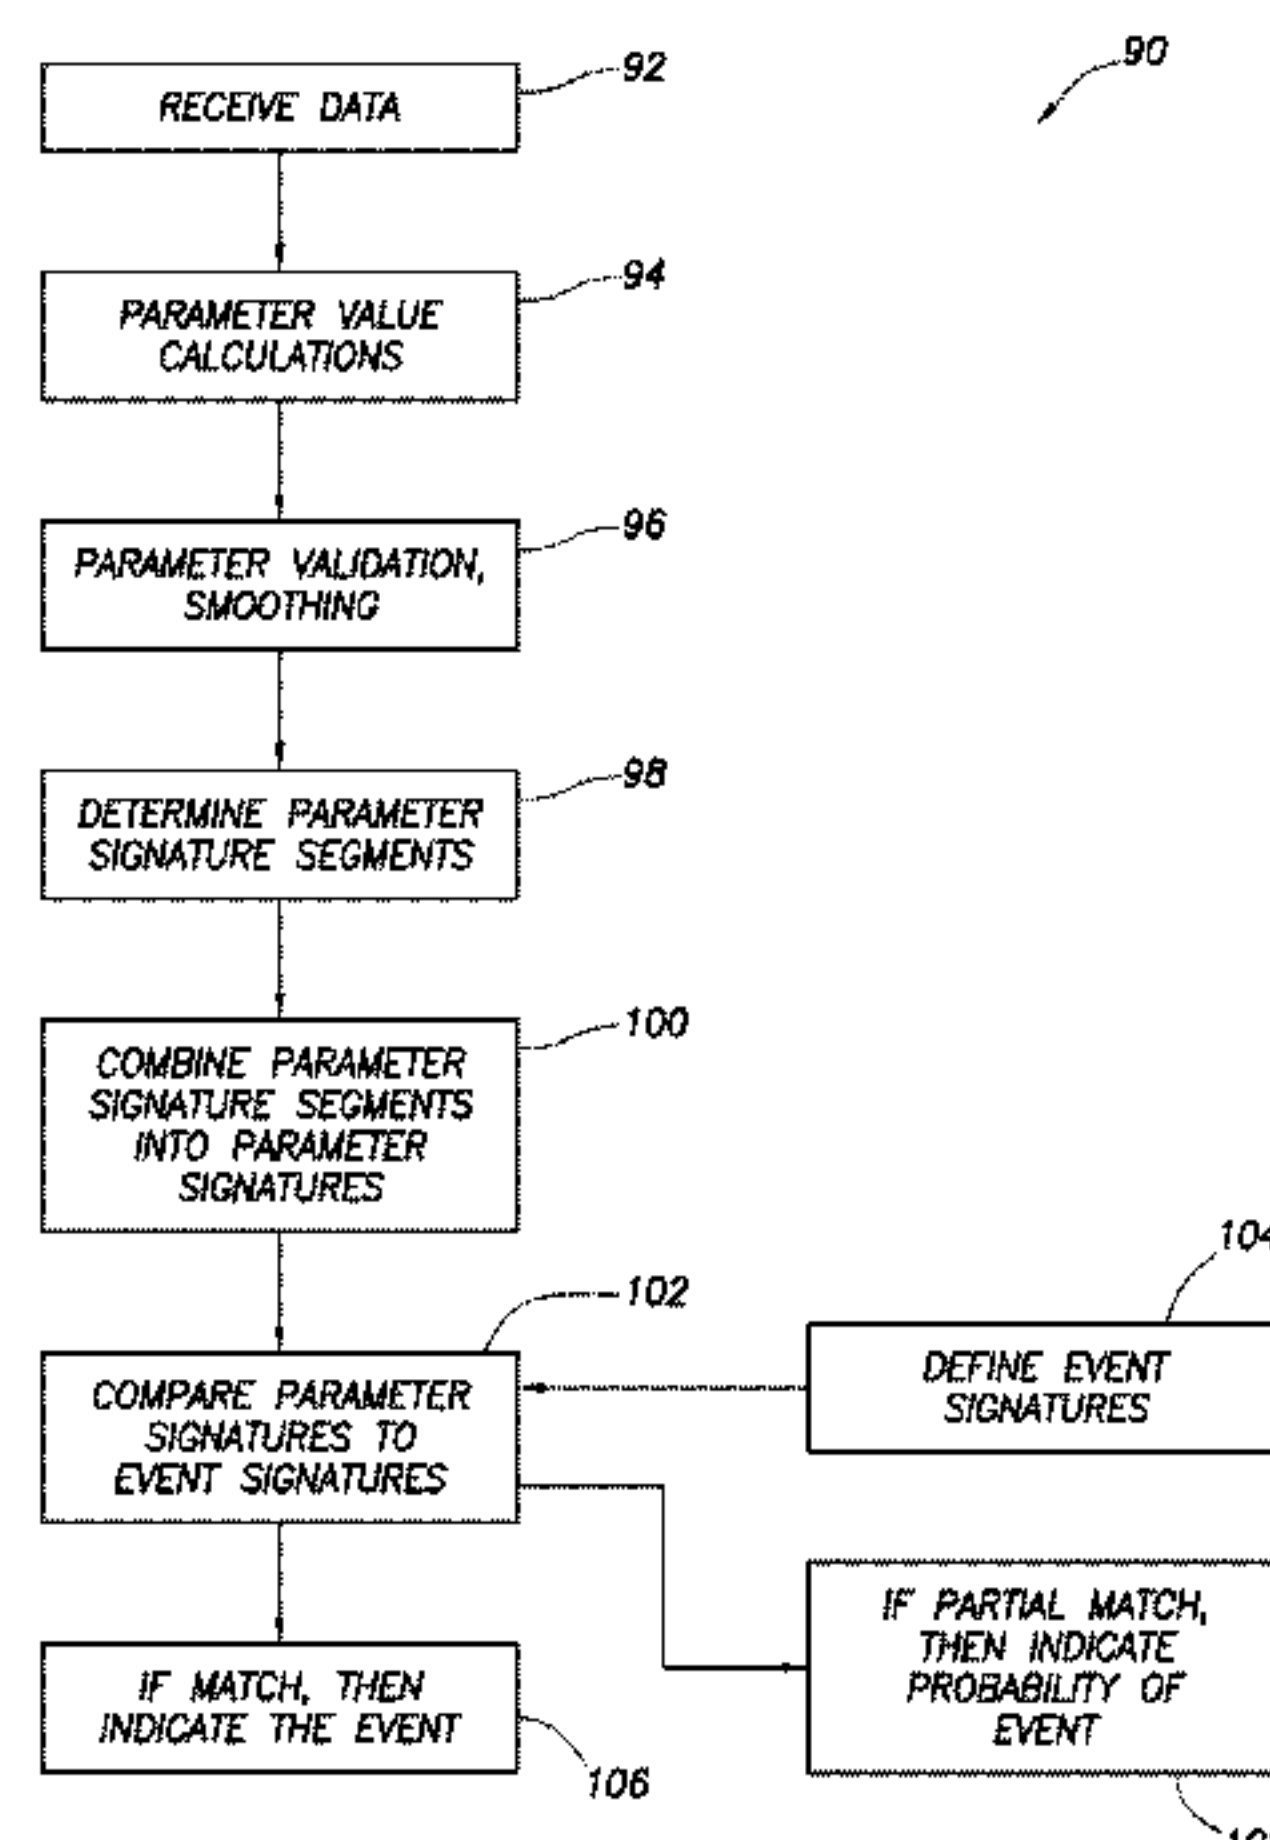 90
92
RECEIVE DATA
94
PARAMETER VALUE
CALCULATIONS
96
PARAMETER VALIDATION,
SMOOTHING
98
DETERMINE PARAMETER
SIGNATURE SEGMENTS
100
COMBINE PARAMETER
SIGNATURE SEGMENTS
INTO PARAMETER
SIGNATURES
102
COMPARE PARAMETER
SIGNATURES TO
EVENT SIGNATURES
104
DEFINE EVENT
SIGNATURES
IF MATCH, THEN
INDICATE THE EVENT
106
IF PARTIAL MATCH,
THEN INDICATE
PROBABILITY OF
EVENT